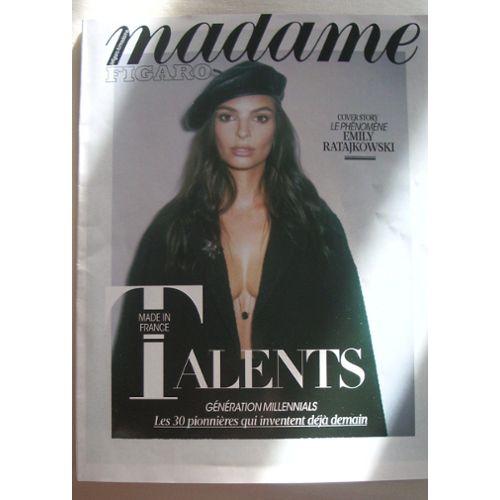 madame
FIGARO
COVER STORY
LE PHÉNOMÈNE
EMILY
RATAJKOWSKI
MADE IN
FRANCE
TALENTS
GÉNÉRATION MILLENNIALS
Les 30 pionnières qui inventent déjà demain